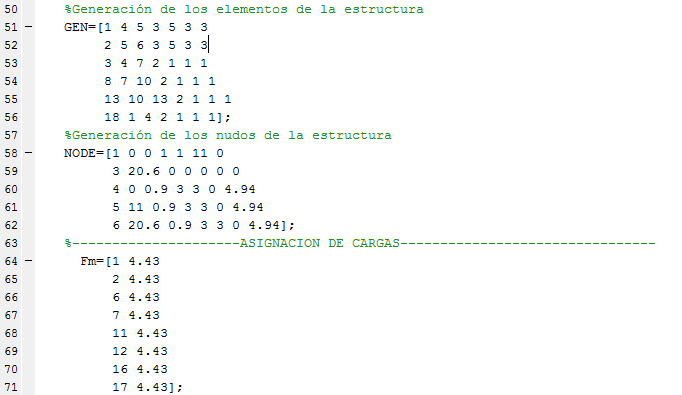 50 %Generación de los elementos de la estructura
51 – GEN=[1 4 5 3 5 3 3
52 2 5 6 3 5 3 3
53 3 4 7 2 1 1 1
54 8 7 10 2 1 1 1
55 13 10 13 2 1 1 1
56 18 1 4 2 1 1 1];
57 %Generación de los nudos de la estructura
58 – NODE=[1 0 0 1 1 11 0
59 3 20.6 0 0 0 0 0
60 4 0 0.9 3 3 0 4.94
61 5 11 0.9 3 3 0 4.94
62 6 20.6 0.9 3 3 0 4.94];
63 %---------------------ASIGNACION DE CARGAS--------------------------------
64 – Fm=[1 4.43
65 2 4.43
66 6 4.43
67 7 4.43
68 11 4.43
69 12 4.43
70 16 4.43
71 17 4.43];